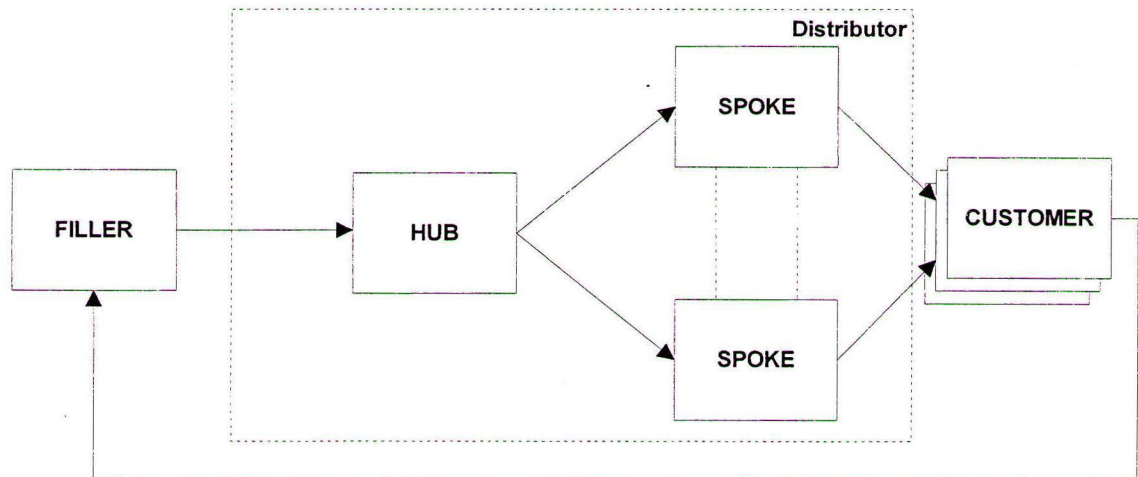 Distributor
SPOKE
FILLER
HUB
CUSTOMER
SPOKE